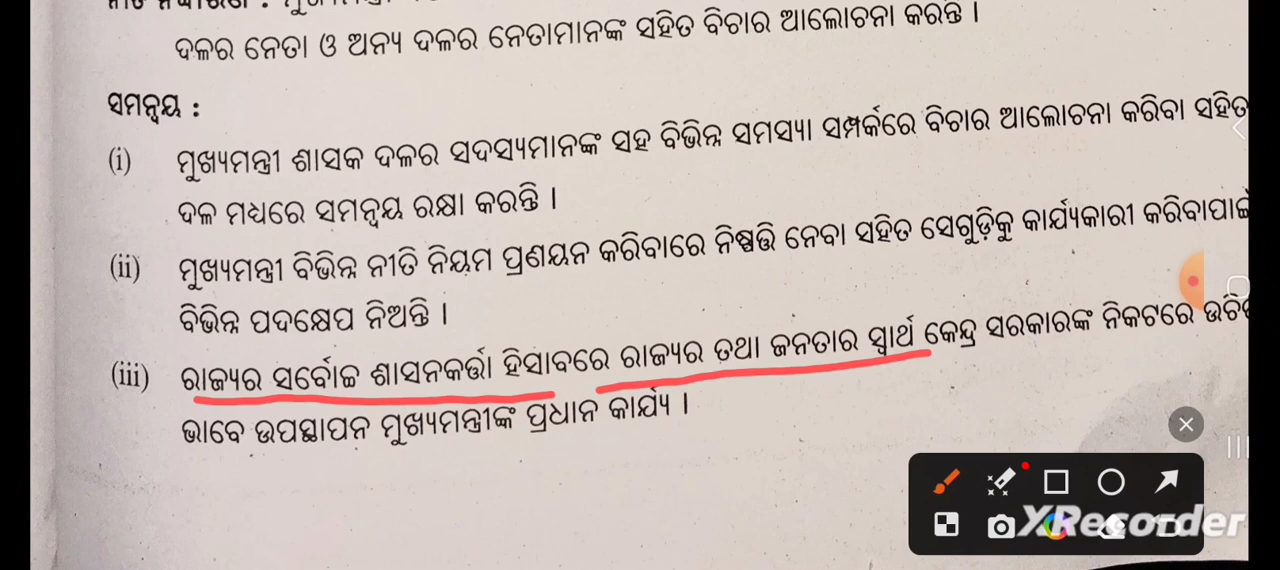 ଦଳର ନେତା ଓ ଅନ୍ୟ ଦଳର ନେତାମାନଙ୍କ ସହିତ ବିଚାର ଆଲୋଚନା କରନ୍ତି ।
ସମନ୍ୱୟ :
(i) ମୁଖ୍ୟମନ୍ତ୍ରୀ ଶାସକ ଦଳର ସଦସ୍ୟମାନଙ୍କ ସହ ବିଭିନ୍ନ ସମସ୍ୟା ସମ୍ପର୍କରେ ବିଚାର ଆଲୋଚନା କରିବା ସହିତ
ଦଳ ମଧ୍ୟରେ ସମନ୍ୱୟ ରକ୍ଷା କରନ୍ତି ।
(ii) ମୁଖ୍ୟମନ୍ତ୍ରୀ ବିଭିନ୍ନ ନୀତି ନିୟମ ପ୍ରଣୟନ କରିବାରେ ନିଷ୍ପତ୍ତି ନେବା ସହିତ ସେଗୁଡ଼ିକୁ କାର୍ଯ୍ୟକାରୀ କରିବାପାଇଁ
ବିଭିନ୍ନ ପଦକ୍ଷେପ ନିଅନ୍ତି ।
(iii) ରାଜ୍ୟର ସର୍ବୋଚ୍ଚ ଶାସନକର୍ତ୍ତା ହିସାବରେ ରାଜ୍ୟର ତଥା ଜନତାର ସ୍ୱାର୍ଥ କେନ୍ଦ୍ର ସରକାରଙ୍କ ନିକଟରେ
ଭାବେ ଉପସ୍ଥାପନ ମୁଖ୍ୟମନ୍ତ୍ରୀଙ୍କ ପ୍ରଧାନ କାର୍ଯ୍ୟ ।
XRecorder